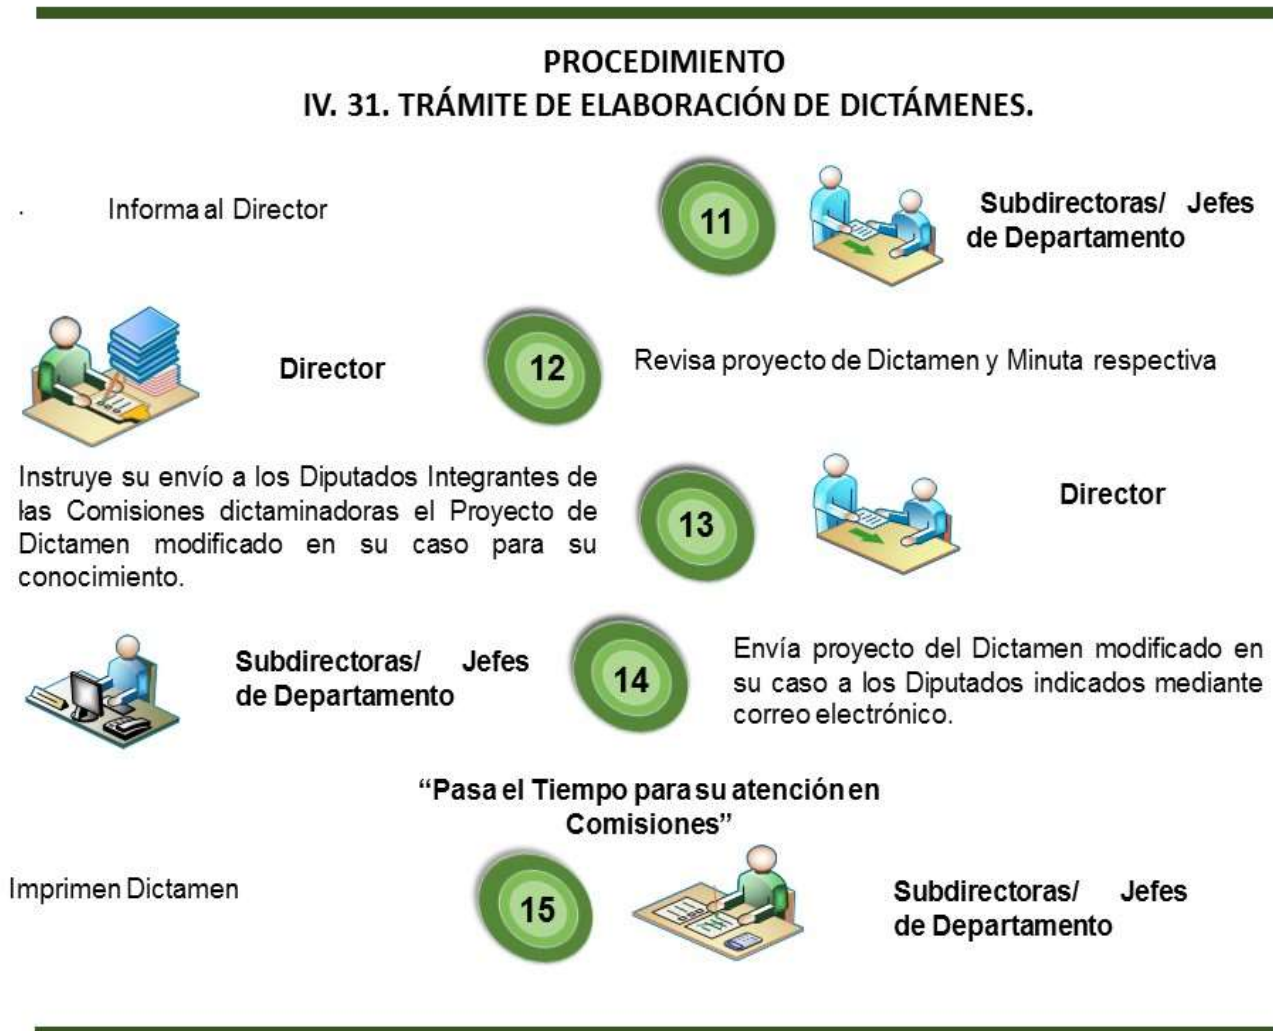 PROCEDIMIENTO
IV. 31. TRÁMITE DE ELABORACIÓN DE DICTÁMENES.
. Informa al Director
11
Subdirectoras/ Jefes
de Departamento
Director
12
Revisa proyecto de Dictamen y Minuta respectiva
Instruye su envío a los Diputados Integrantes de
las Comisiones dictaminadoras el Proyecto de
Dictamen modificado en su caso para su
conocimiento.
13
Director
Subdirectoras/ Jefes
de Departamento
14
Envía proyecto del Dictamen modificado en
su caso a los Diputados indicados mediante
correo electrónico.
“Pasa el Tiempo para su atención en
Comisiones”
Imprimen Dictamen
15
Subdirectoras/ Jefes
de Departamento